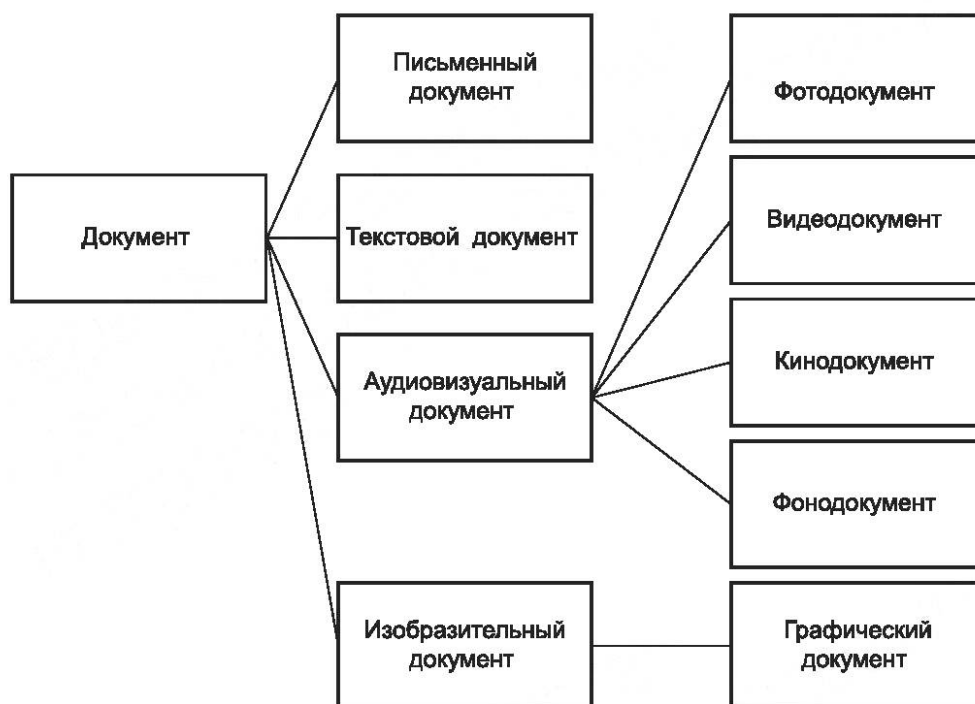 Письменный
документ
Фотодокумент
Документ
Текстовой документ
Видеодокумент
Аудиовизуальный
документ
Кинодокумент
Фонодокумент
Изобразительный
документ
Графический
документ